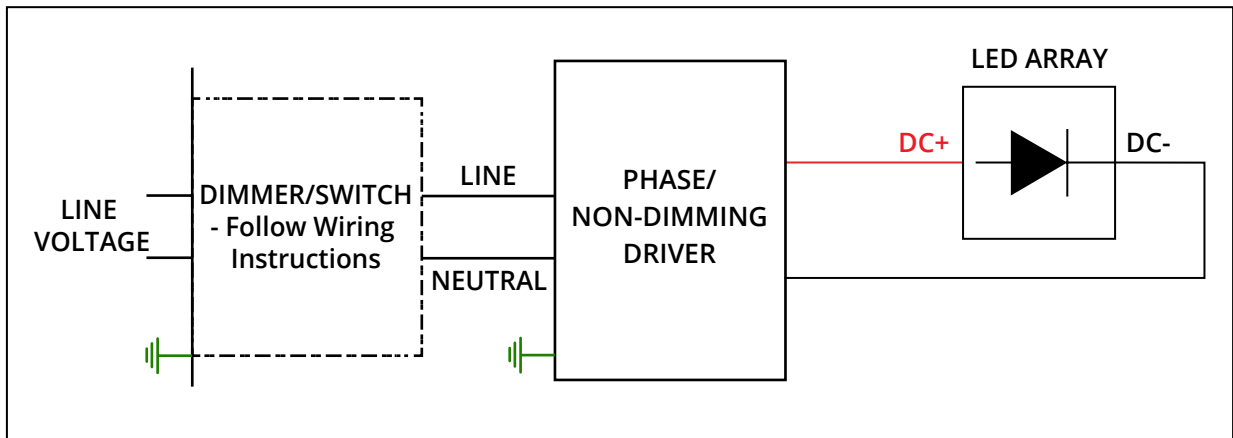 LED ARRAY
DC+
DC-
LINE
VOLTAGE
DIMMER/SWITCH
- Follow Wiring
Instructions
LINE
NEUTRAL
PHASE/
NON-DIMMING
DRIVER